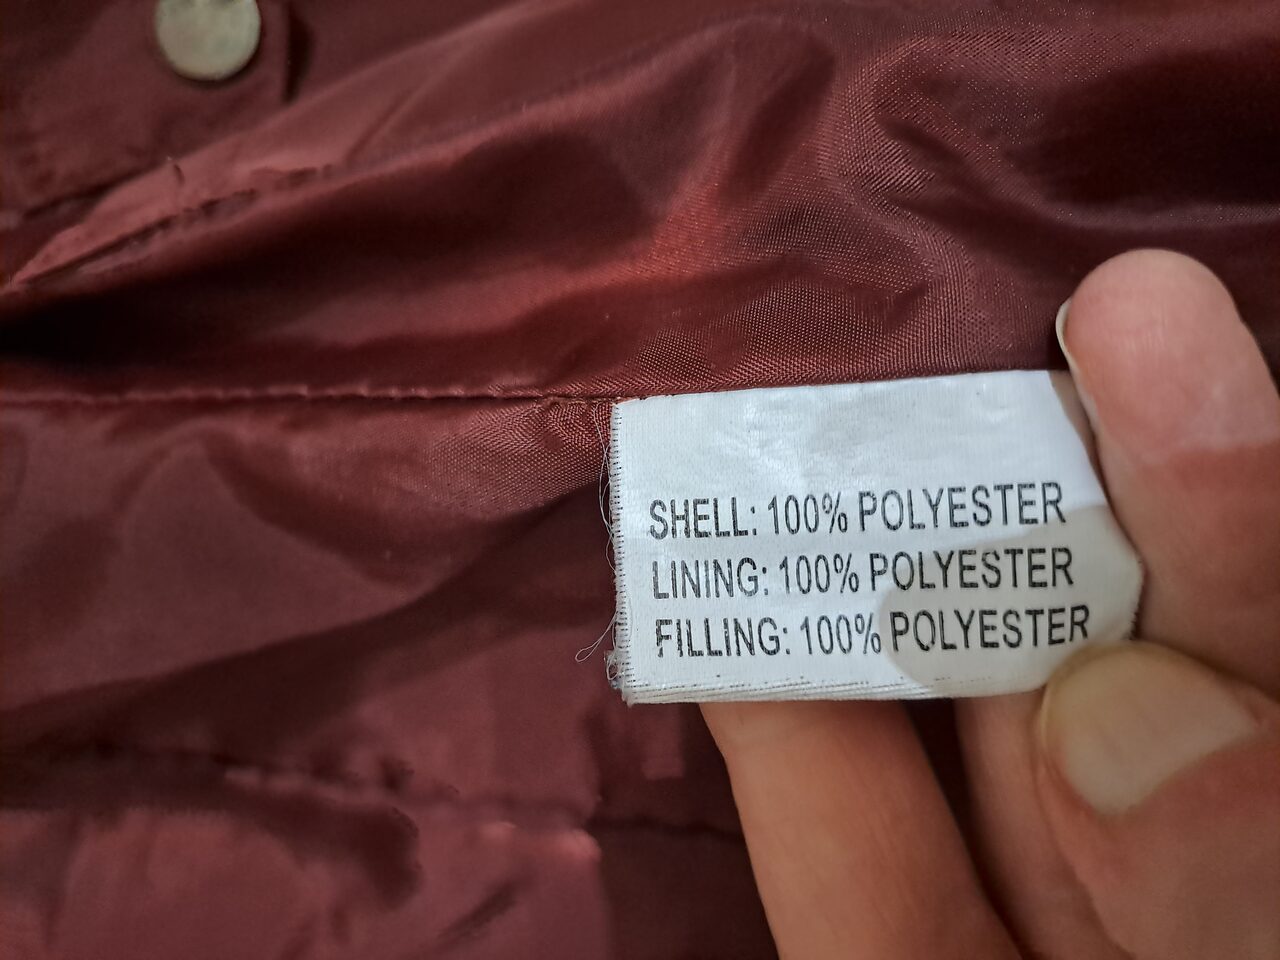 SHELL: 100% POLYESTER
LINING: 100% POLYESTER
FILLING: 100% POLYESTER